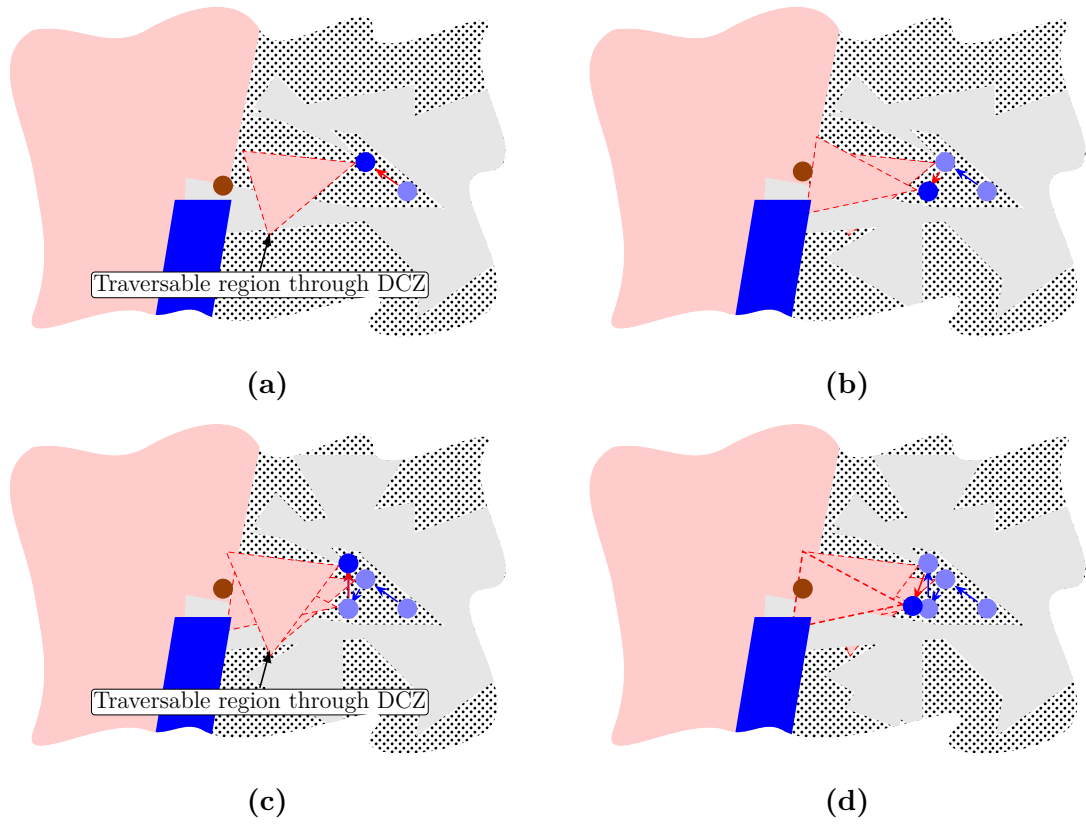 Traversable region through DCZ
(a)
(b)
Traversable region through DCZ
(c)
(d)